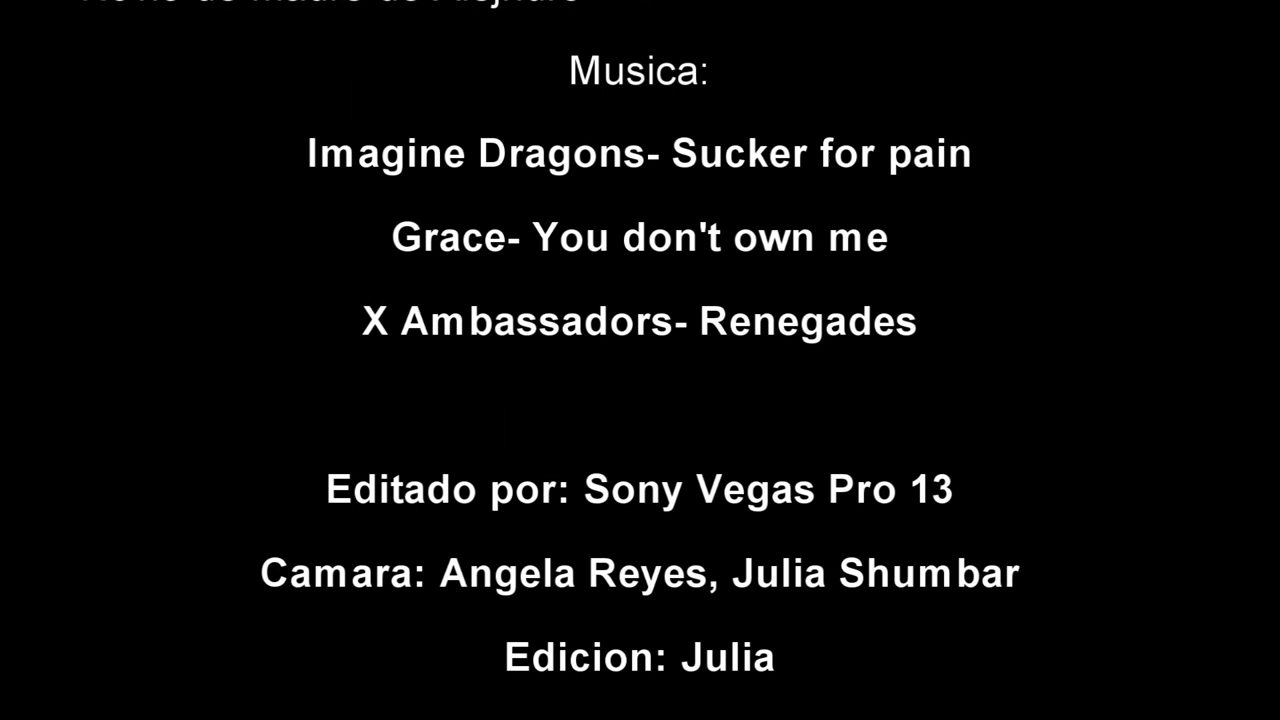 Musica:
Imagine Dragons- Sucker for pain
Grace- You don't own me
X Ambassadors- Renegades
Editado por: Sony Vegas Pro 13
Camara: Angela Reyes, Julia Shumbar
Edicion: Julia